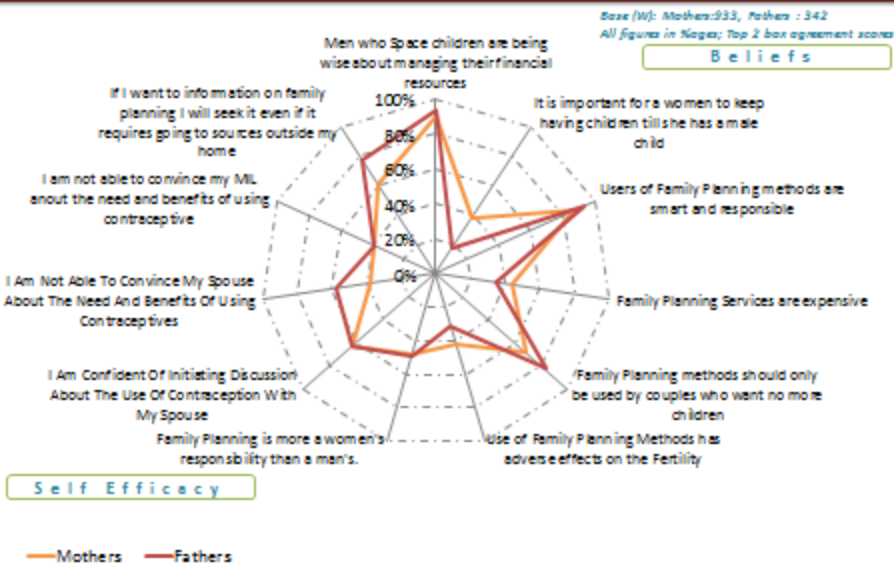 Base (W): Mothers:933, Fathers : 342
All figures in %ages; Top 2 box agreement scores
Beliefs
Men who Space children are being
wise about managing their financial
resources
It is important for a women to keep
having children till she has a male
child
Users of Family Planning methods are
smart and responsible
Family Planning Services are expensive
'Family Planning methods should only
be used by couples who want no more
children
Use of Family Planning Methods has
adverse effects on the Fertility
Family Planning is more a women's
responsibility than a man's.
I Am Confident Of Initiating Discussion
About The Use Of Contraception With
My Spouse
I Am Not Able To Convince My Spouse
About The Need And Benefits Of Using
Contraceptives
I am not able to convince my MIL
anout the need and benefits of using
contraceptive
If I want to information on family
planning I will seek it even if it
requires going to sources outside my
home
100%
80%
60%
40%
20%
0%
Self Efficacy
Mothers
Fathers